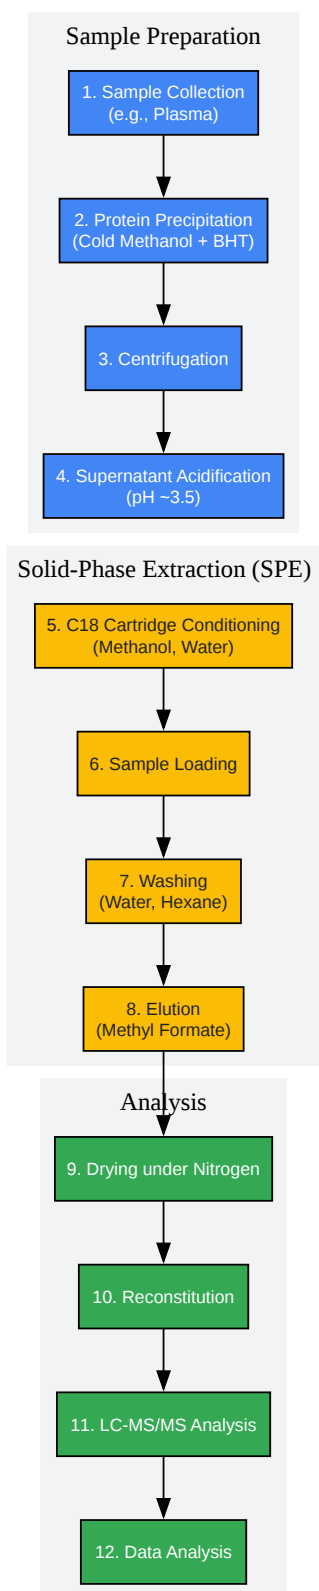 Sample Preparation
1. Sample Collection
(e.g., Plasma)
2. Protein Precipitation
(Cold Methanol + BHT)
3. Centrifugation
4. Supernatant Acidification
(pH ~3.5)
Solid-Phase Extraction (SPE)
5. C18 Cartridge Conditioning
(Methanol, Water)
6. Sample Loading
7. Washing
(Water, Hexane)
8. Elution
(Methyl Formate)
Analysis
9. Drying under Nitrogen
10. Reconstitution
11. LC-MS/MS Analysis
12. Data Analysis